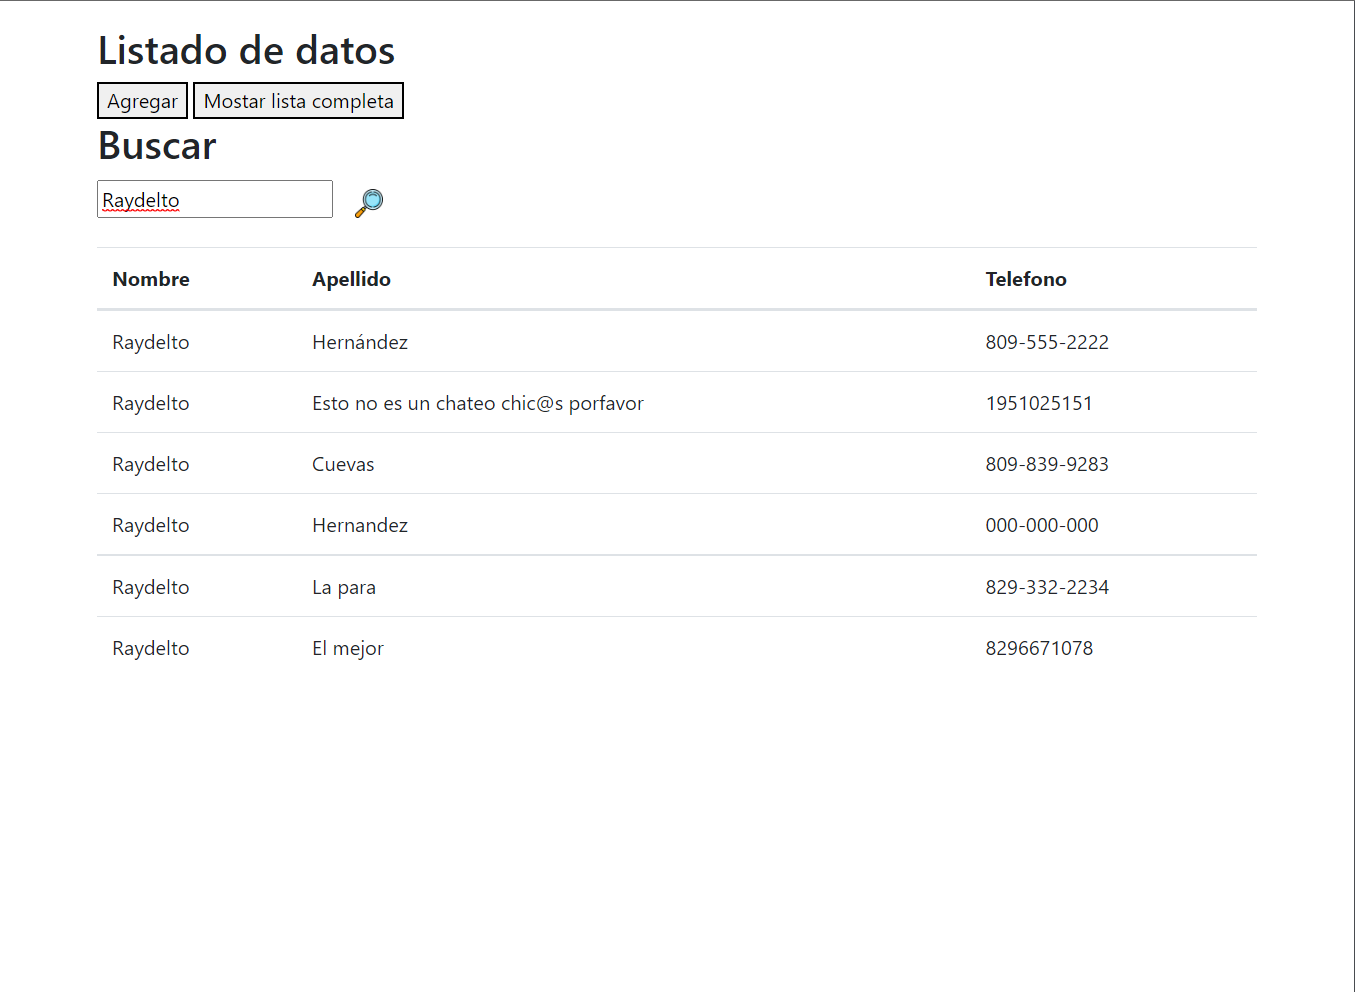 Listado de datos
Agregar Mostar lista completa
Buscar
Raydelto
Nombre Apellido Telefono
Raydelto Hernández 809-555-2222
Raydelto Esto no es un chateo chic@s porfavor 1951025151
Raydelto Cuevas 809-839-9283
Raydelto Hernandez 000-000-000
Raydelto La para 829-332-2234
Raydelto El mejor 8296671078